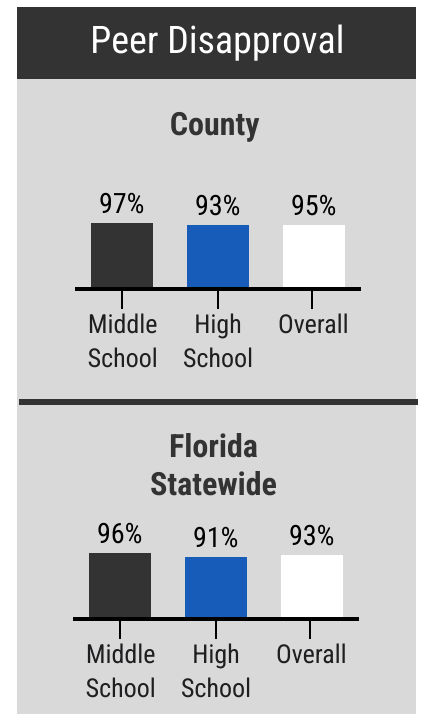 Peer Disapproval
County
97% 93% 95%
Middle School High School Overall
Florida
Statewide
96% 91% 93%
Middle School High School Overall